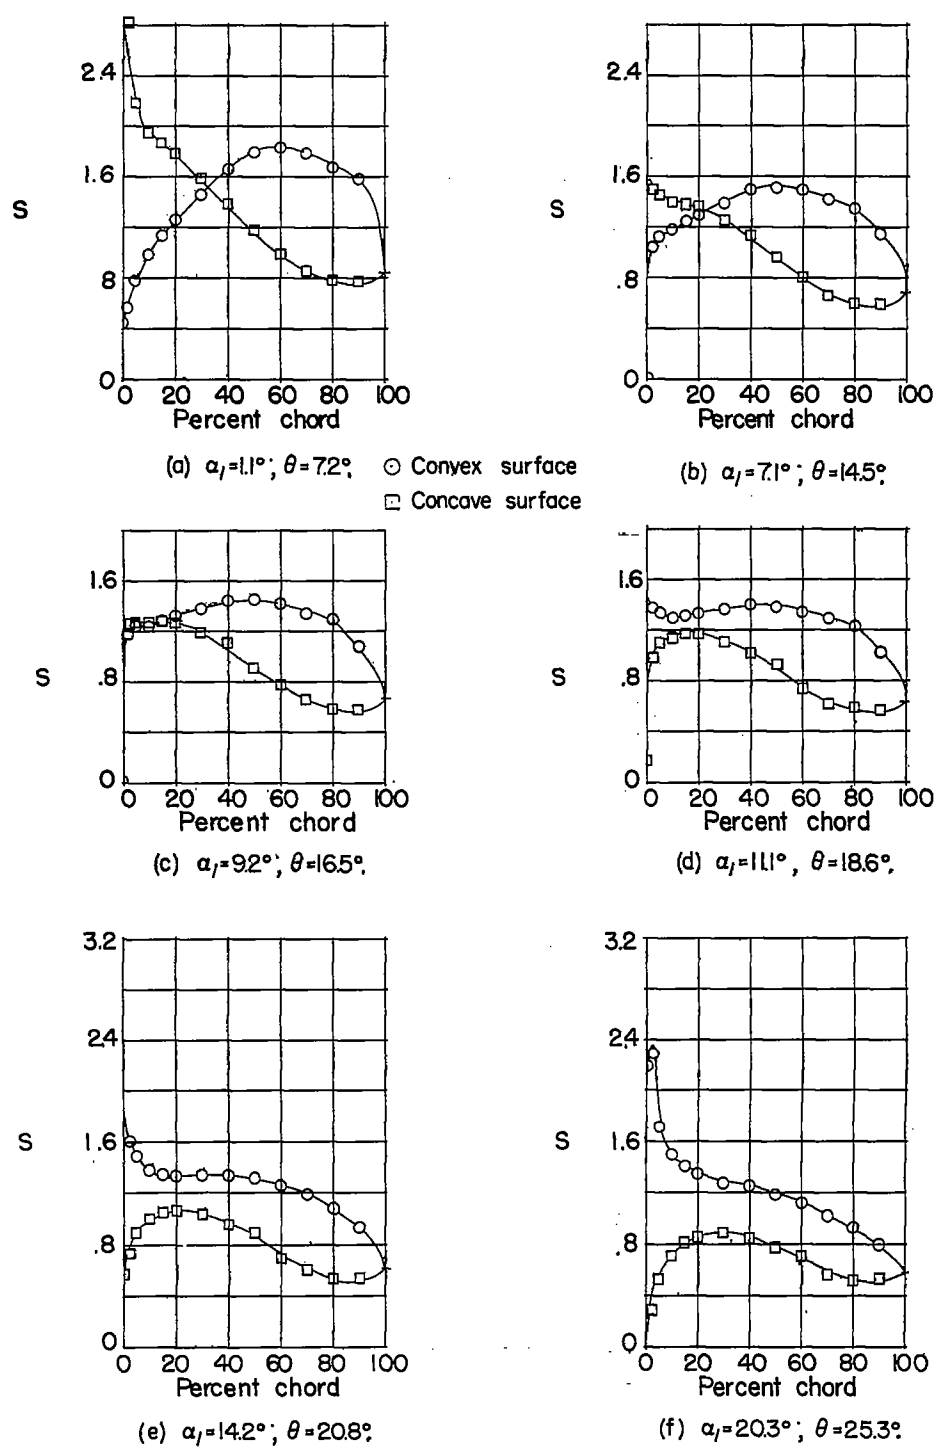 2.4
1.6
S
.8
0
0 20 40 60 80 100
Percent chord
(a) α₁=1.1°; θ=7.2°.
2.4
1.6
S
.8
0
0 20 40 60 80 100
Percent chord
(b) α₁=7.1°; θ=14.5°.
⊙ Convex surface
⊡ Concave surface
1.6
S
.8
0
0 20 40 60 80 100
Percent chord
(c) α₁=9.2°; θ=16.5°.
1.6
S
.8
0
0 20 40 60 80 100
Percent chord
(d) α₁=11.1°, θ=18.6°.
3.2
2.4
1.6
S
.8
0
0 20 40 60 80 100
Percent chord
(e) α₁=14.2°; θ=20.8°.
3.2
2.4
1.6
S
.8
0
0 20 40 60 80 100
Percent chord
(f) α₁=20.3°; θ=25.3°.